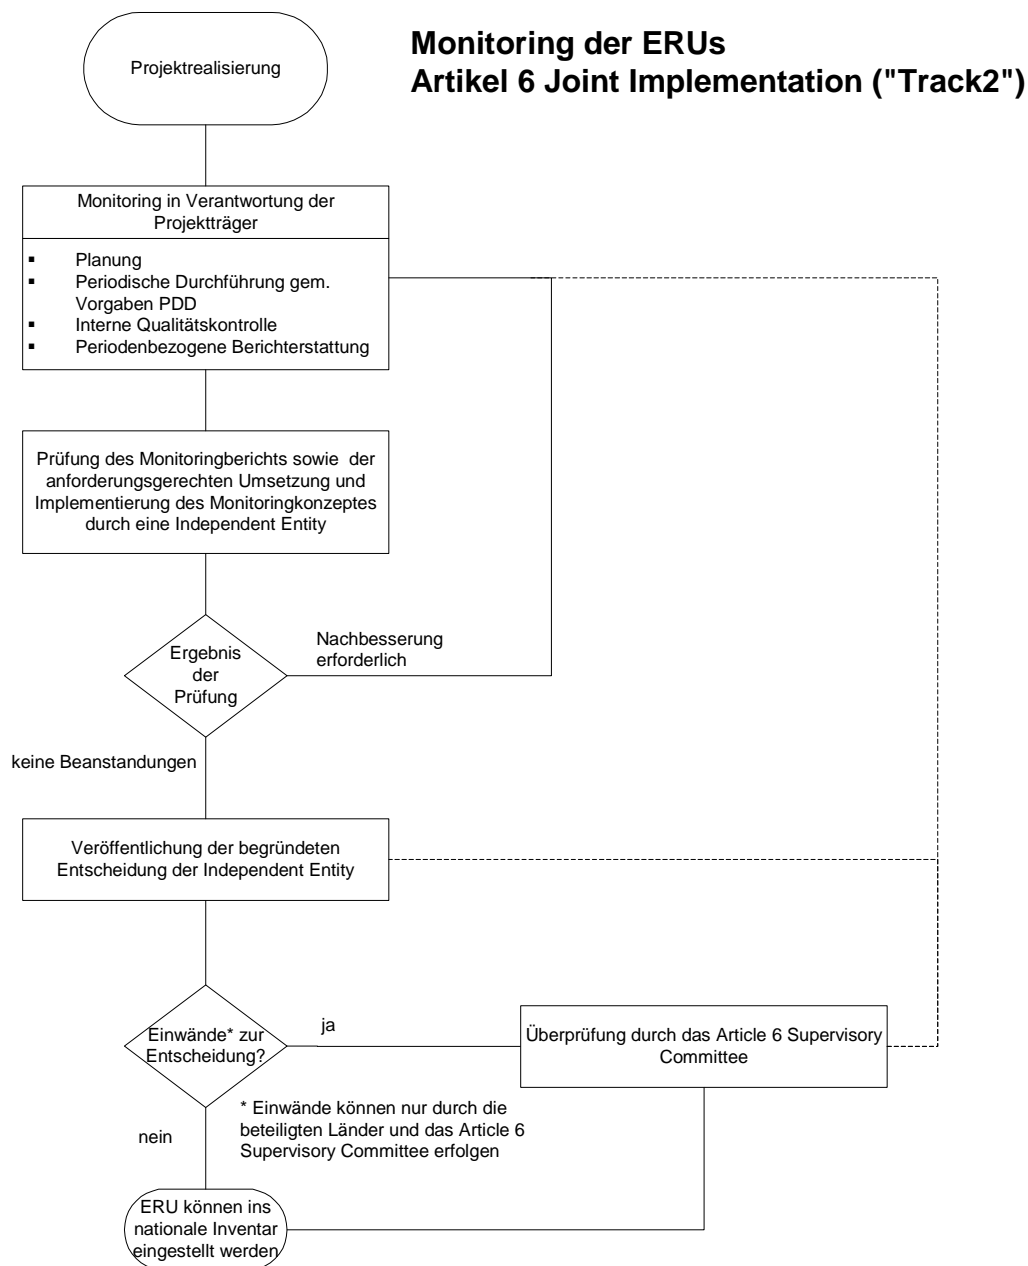 Monitoring der ERUs
Artikel 6 Joint Implementation ("Track2")
Projektrealisierung
Monitoring in Verantwortung der
Projektträger
▪ Planung
▪ Periodische Durchführung gem.
Vorgaben PDD
▪ Interne Qualitätskontrolle
▪ Periodenbezogene Berichterstattung
Prüfung des Monitoringberichts sowie der
anforderungsgerechten Umsetzung und
Implementierung des Monitoringkonzeptes
durch eine Independent Entity
Ergebnis
der
Prüfung
Nachbesserung
erforderlich
keine Beanstandungen
Veröffentlichung der begründeten
Entscheidung der Independent Entity
Einwände* zur
Entscheidung?
ja
Überprüfung durch das Article 6 Supervisory
Committee
* Einwände können nur durch die
beteiligten Länder und das Article 6
Supervisory Committee erfolgen
nein
ERU können ins
nationale Inventar
eingestellt werden